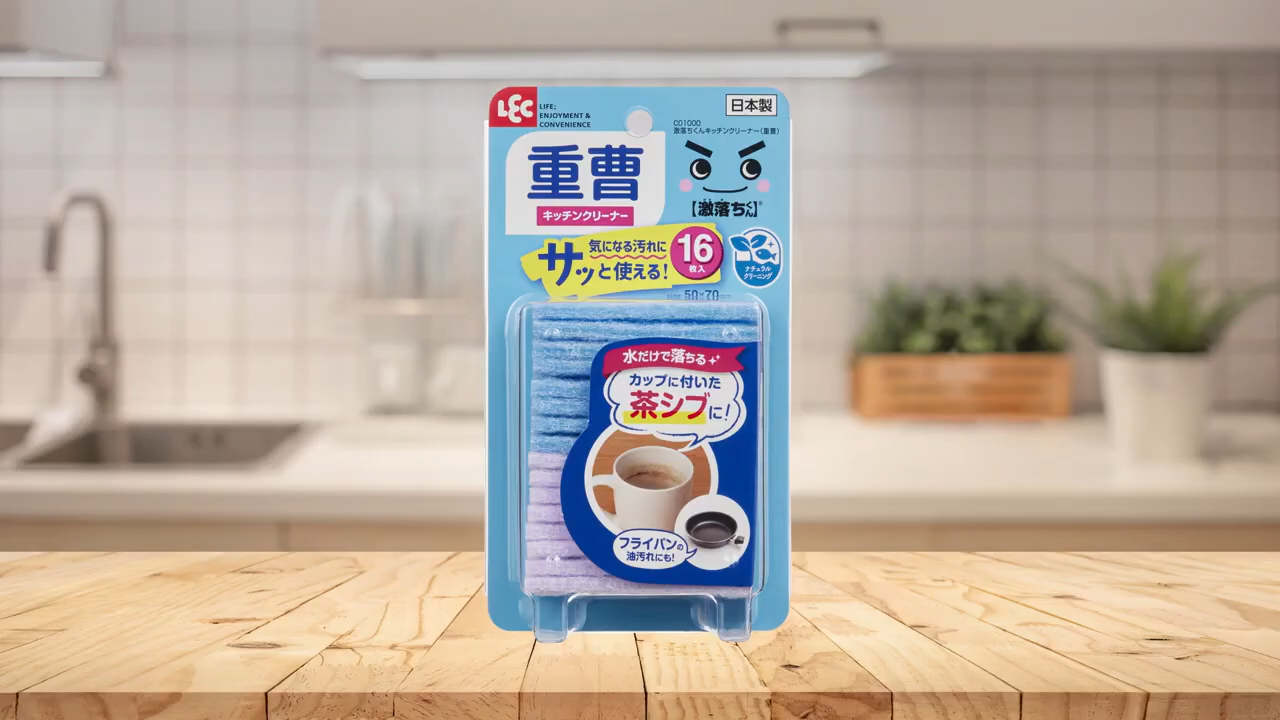 LEC
LIFE:
ENJOYMENT &
CONVENIENCE
日本製
CD1000
激落ちくんキッチンクリーナー(重曹)
重曹
キッチンクリーナー
【激落ちくん】®
気になる汚れに
サッと使える!
16
枚入
ナチュラル
クリーニング
50×70
水だけで落ちる
カップに付いた
茶シブに!
フライパンの
油汚れにも!